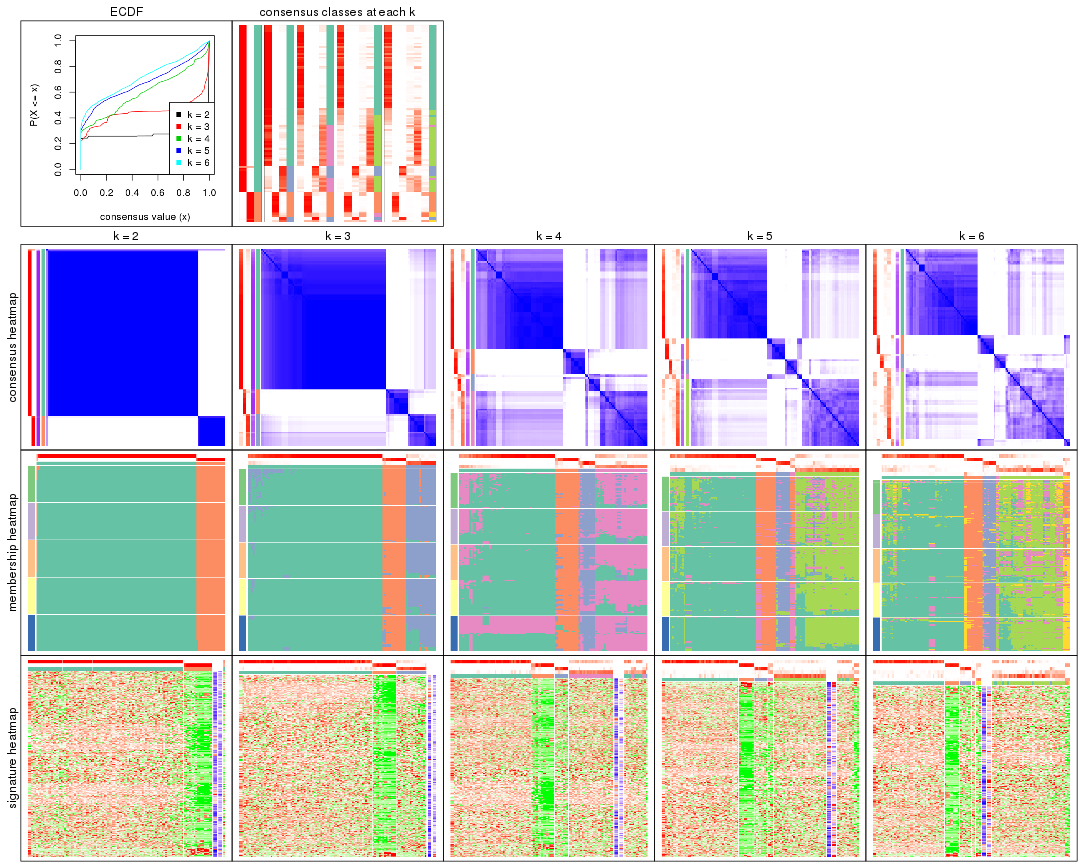 ECDF
consensus classes at each k
P(X <= x)
0.0 0.2 0.4 0.6 0.8 1.0
k = 2
k = 3
k = 4
k = 5
k = 6
0.0 0.2 0.4 0.6 0.8 1.0
consensus value (x)
k = 2 k = 3 k = 4 k = 5 k = 6
consensus heatmap
membership heatmap
signature heatmap